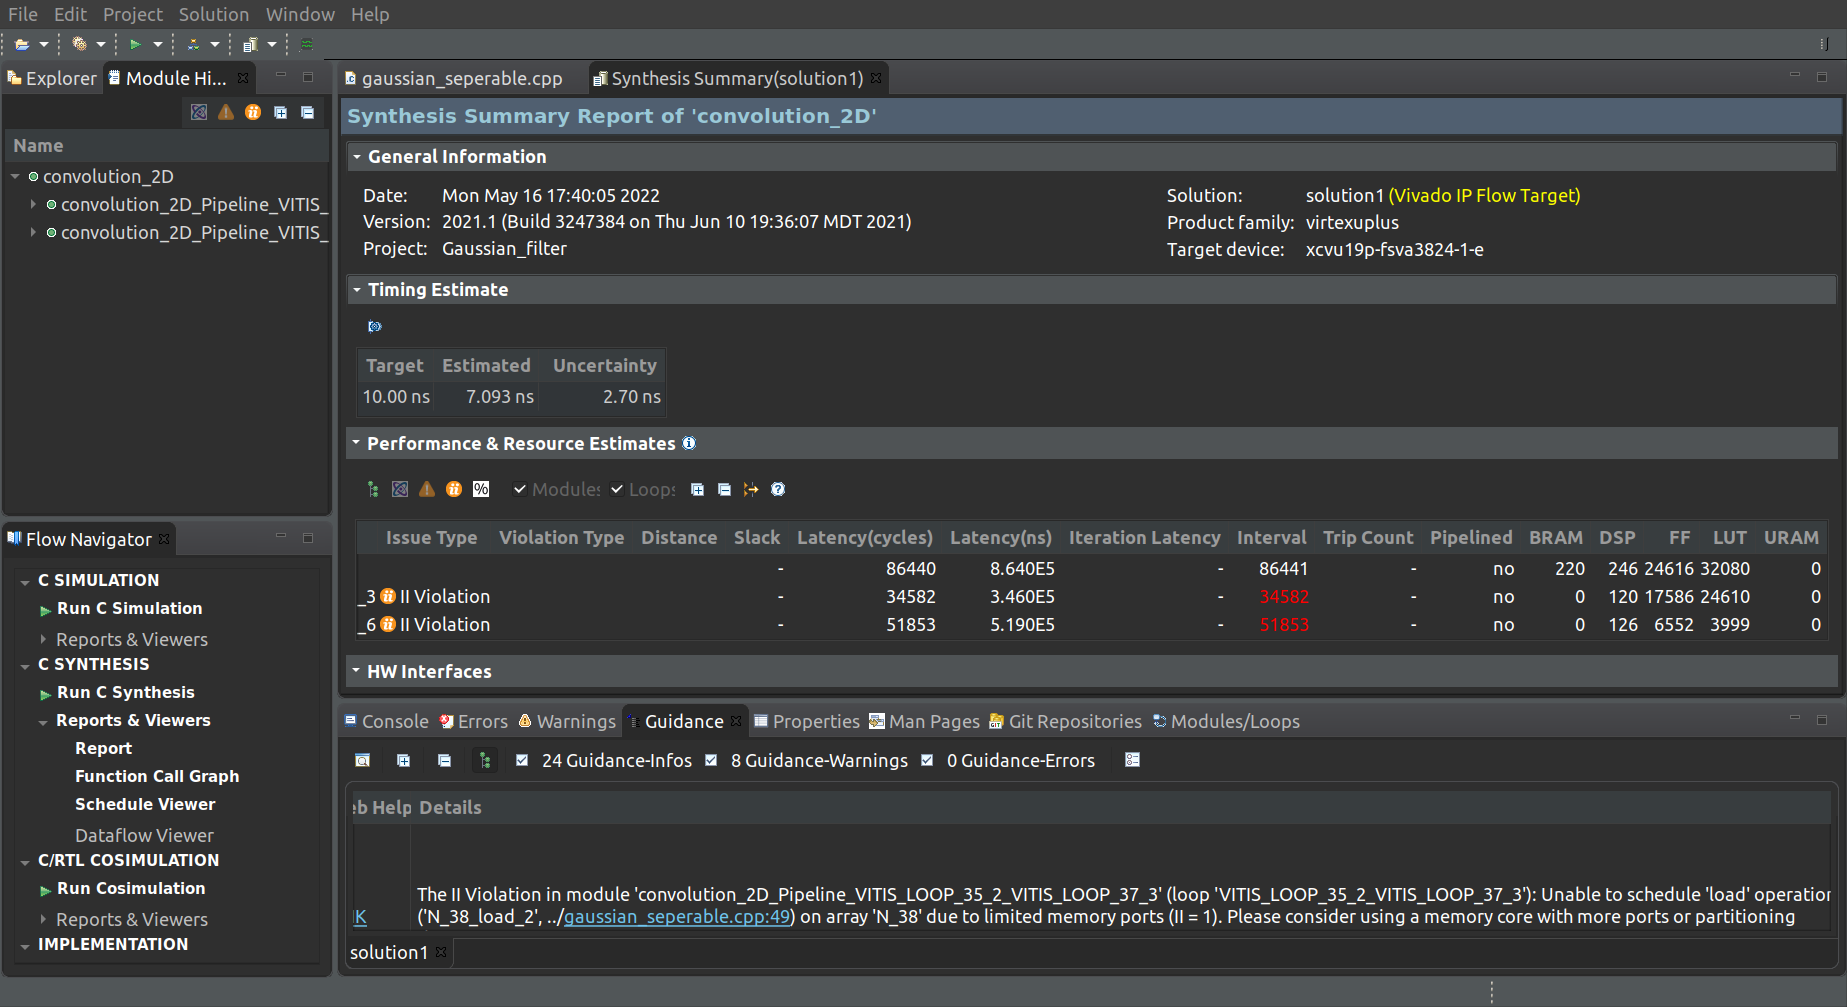 File Edit Project Solution Window Help
Explorer Module Hi...
Name
convolution_2D
convolution_2D_Pipeline_VITIS_
convolution_2D_Pipeline_VITIS_
Flow Navigator
C SIMULATION
Run C Simulation
Reports & Viewers
C SYNTHESIS
Run C Synthesis
Reports & Viewers
Report
Function Call Graph
Schedule Viewer
Dataflow Viewer
C/RTL COSIMULATION
Run Cosimulation
Reports & Viewers
IMPLEMENTATION
gaussian_seperable.cpp Synthesis Summary(solution1)
Synthesis Summary Report of 'convolution_2D'
General Information
Date: Mon May 16 17:40:05 2022
Version: 2021.1 (Build 3247384 on Thu Jun 10 19:36:07 MDT 2021)
Project: Gaussian_filter
Solution: solution1 (Vivado IP Flow Target)
Product family: virtexuplus
Target device: xcvu19p-fsva3824-1-e
Timing Estimate
Target Estimated Uncertainty
10.00 ns 7.093 ns 2.70 ns
Performance & Resource Estimates
% Modules Loops
Issue Type Violation Type Distance Slack Latency(cycles) Latency(ns) Iteration Latency Interval Trip Count Pipelined BRAM DSP FF LUT URAM
- 86440 8.640E5 - 86441 - no 220 246 24616 32080 0
_3 II Violation - 34582 3.460E5 - 34582 - no 0 120 17586 24610 0
_6 II Violation - 51853 5.190E5 - 51853 - no 0 126 6552 3999 0
HW Interfaces
Console Errors Warnings Guidance Properties Man Pages Git Repositories Modules/Loops
24 Guidance-Infos 8 Guidance-Warnings 0 Guidance-Errors
eb Help Details
The II Violation in module 'convolution_2D_Pipeline_VITIS_LOOP_35_2_VITIS_LOOP_37_3' (loop 'VITIS_LOOP_35_2_VITIS_LOOP_37_3'): Unable to schedule 'load' operation
K ('N_38_load_2', ../gaussian_seperable.cpp:49) on array 'N_38' due to limited memory ports (II = 1). Please consider using a memory core with more ports or partitioning
solution1